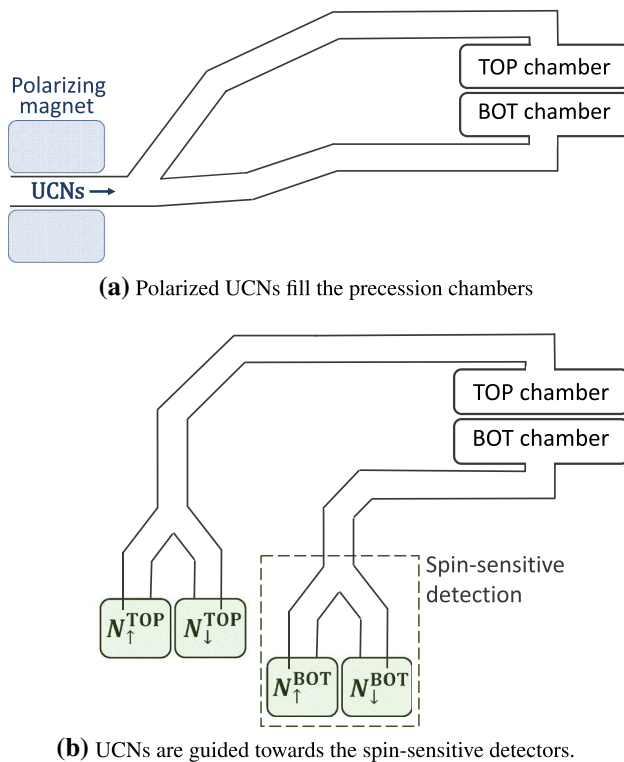 Polarizing
magnet
UCNs →
TOP chamber
BOT chamber
(a) Polarized UCNs fill the precession chambers
TOP chamber
BOT chamber
Spin-sensitive
detection
N↑^TOP N↓^TOP
N↑^BOT N↓^BOT
(b) UCNs are guided towards the spin-sensitive detectors.